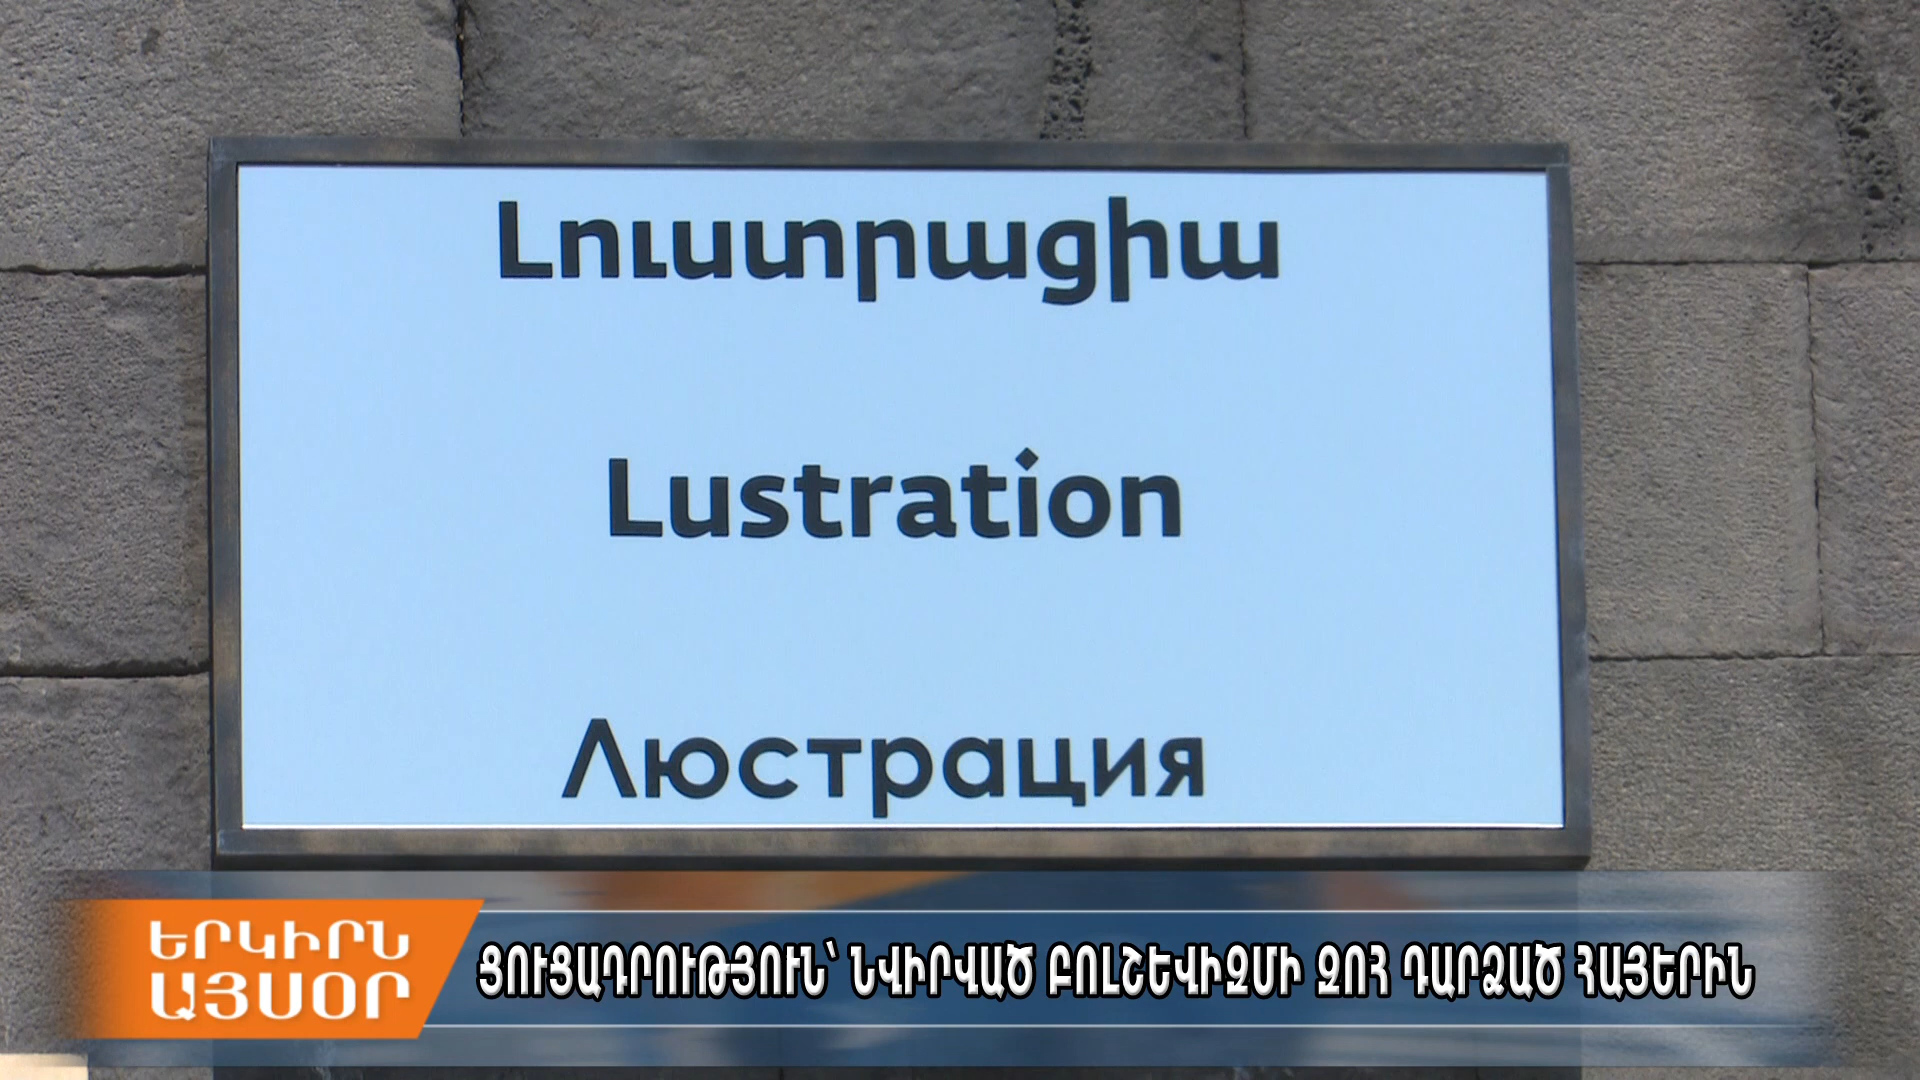 Լուստրացիա
Lustration
Люстрация
ԵՐԿԻՐՆ
ԱՅՍՕՐ
ՑՈՒՑԱԴՐՈՒԹՅՈՒՆ՝ ՆՎԻՐՎԱԾ ԲՈԼՇԵՎԻԶՄԻ ԶՈՀ ԴԱՐՁԱԾ ՀԱՅԵՐԻՆ